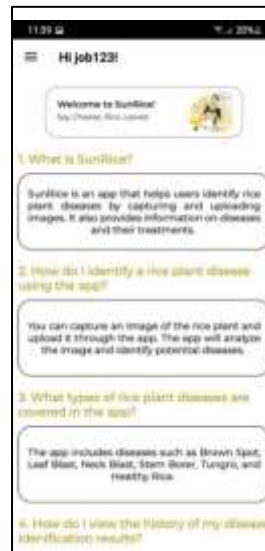 11:39
20%
Hi job123!
Welcome to SunRice!
Say Cheese, Rice Leaves!
1. What is SunRice?
SunRice is an app that helps users identify rice
plant diseases by capturing and uploading
images. It also provides information on diseases
and their treatments.
2. How do I identify a rice plant disease
using the app?
You can capture an image of the rice plant and
upload it through the app. The app will analyze
the image and identify potential diseases.
3. What types of rice plant diseases are
covered in the app?
The app includes diseases such as Brown Spot,
Leaf Blast, Neck Blast, Stem Borer, Tungro, and
Healthy Rice.
4. How do I view the history of my disease
identification results?